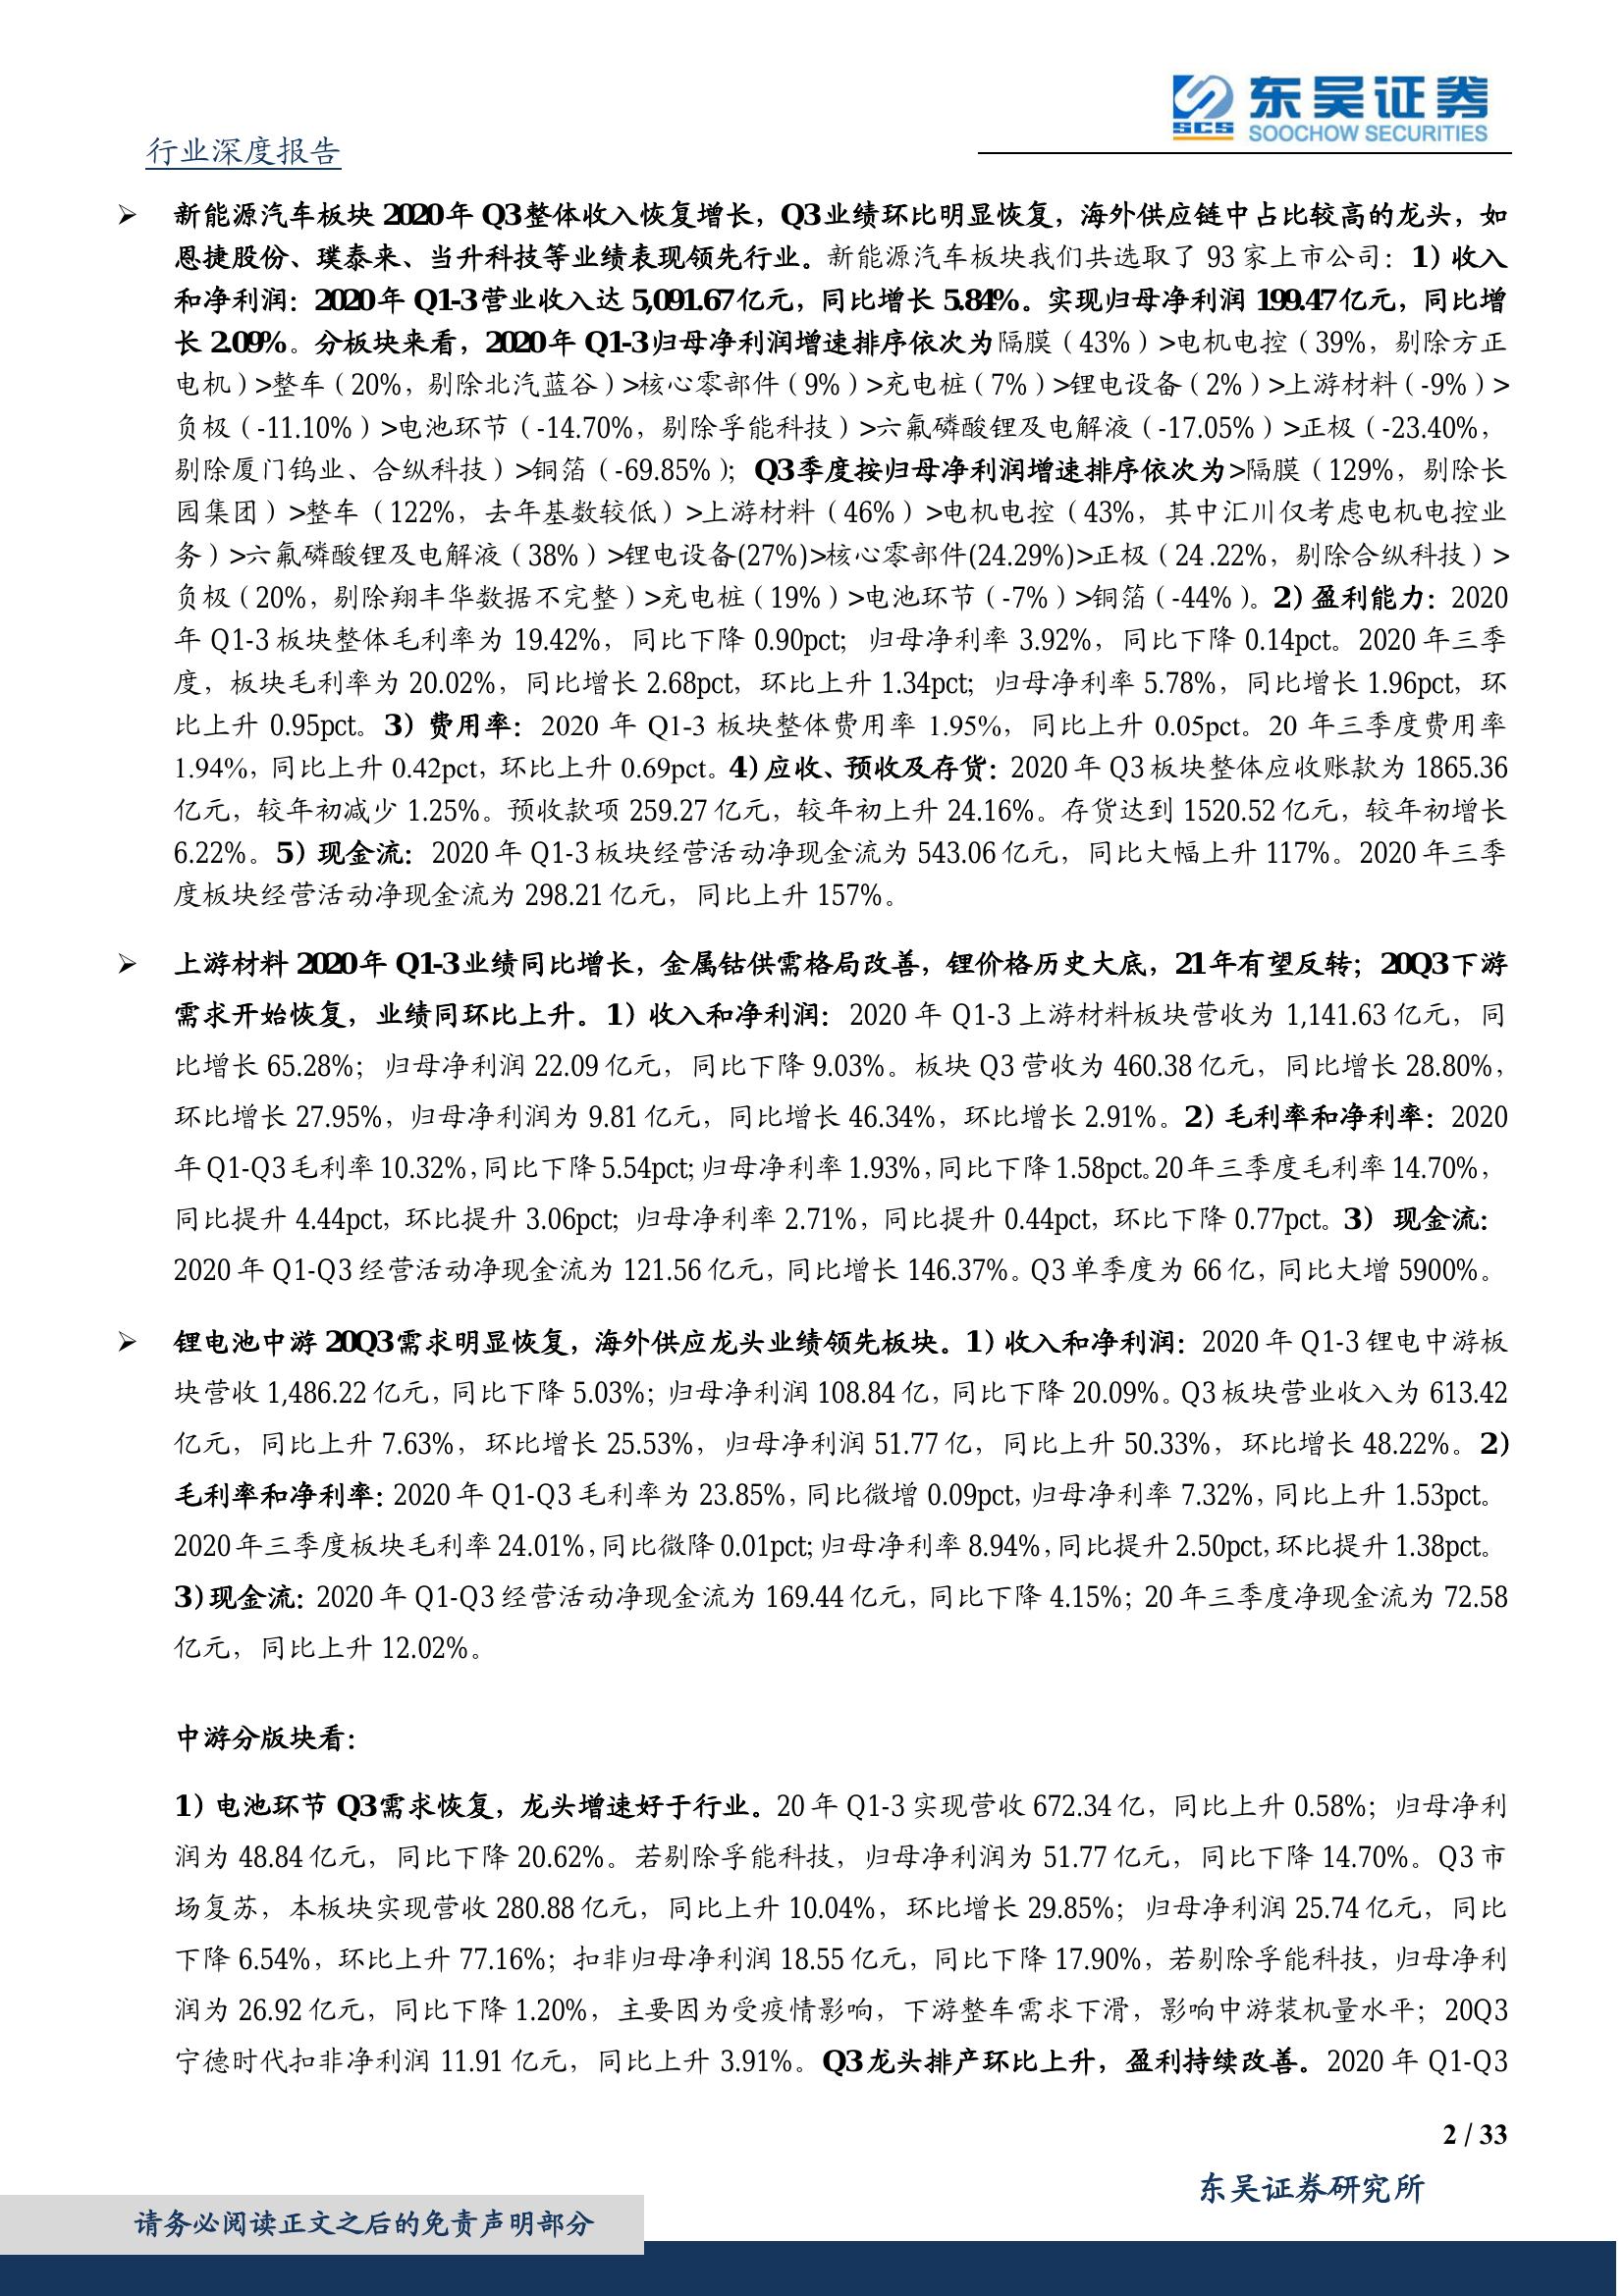 东吴证券
SCS
SOOCHOW SECURITIES
行业深度报告
➢ 新能源汽车板块 2020 年 Q3 整体收入恢复增长，Q3 业绩环比明显恢复，海外供应链中占比较高的龙头，如
恩捷股份、璞泰来、当升科技等业绩表现领先行业。新能源汽车板块我们共选取了 93 家上市公司：1）收入
和净利润：2020 年 Q1-3 营业收入达 5,091.67 亿元，同比增长 5.84%。实现归母净利润 199.47 亿元，同比增
长 2.09%。分板块来看，2020 年 Q1-3 归母净利润增速排序依次为隔膜（43%）>电机电控（39%，剔除方正
电机）>整车（20%，剔除北汽蓝谷）>核心零部件（9%）>充电桩（7%）>锂电设备（2%）>上游材料（-9%）>
负极（-11.10%）>电池环节（-14.70%，剔除孚能科技）>六氟磷酸锂及电解液（-17.05%）>正极（-23.40%，
剔除厦门钨业、合纵科技）>铜箔（-69.85%）；Q3 季度按归母净利润增速排序依次为>隔膜（129%，剔除长
园集团）>整车（122%，去年基数较低）>上游材料（46%）>电机电控（43%，其中汇川仅考虑电机电控业
务）>六氟磷酸锂及电解液（38%）>锂电设备(27%)>核心零部件(24.29%)>正极（24 .22%，剔除合纵科技）>
负极（20%，剔除翔丰华数据不完整）>充电桩（19%）>电池环节（-7%）>铜箔（-44%）。2）盈利能力：2020
年 Q1-3 板块整体毛利率为 19.42%，同比下降 0.90pct；归母净利率 3.92%，同比下降 0.14pct。2020 年三季
度，板块毛利率为 20.02%，同比增长 2.68pct，环比上升 1.34pct；归母净利率 5.78%，同比增长 1.96pct，环
比上升 0.95pct。3）费用率：2020 年 Q1-3 板块整体费用率 1.95%，同比上升 0.05pct。20 年三季度费用率
1.94%，同比上升 0.42pct，环比上升 0.69pct。4）应收、预收及存货：2020 年 Q3 板块整体应收账款为 1865.36
亿元，较年初减少 1.25%。预收款项 259.27 亿元，较年初上升 24.16%。存货达到 1520.52 亿元，较年初增长
6.22%。5）现金流：2020 年 Q1-3 板块经营活动净现金流为 543.06 亿元，同比大幅上升 117%。2020 年三季
度板块经营活动净现金流为 298.21 亿元，同比上升 157%。
➢ 上游材料 2020 年 Q1-3 业绩同比增长，金属钴供需格局改善，锂价格历史大底，21 年有望反转；20Q3 下游
需求开始恢复，业绩同环比上升。1）收入和净利润：2020 年 Q1-3 上游材料板块营收为 1,141.63 亿元，同
比增长 65.28%；归母净利润 22.09 亿元，同比下降 9.03%。板块 Q3 营收为 460.38 亿元，同比增长 28.80%，
环比增长 27.95%，归母净利润为 9.81 亿元，同比增长 46.34%，环比增长 2.91%。2）毛利率和净利率：2020
年 Q1-Q3 毛利率 10.32%，同比下降 5.54pct；归母净利率 1.93%，同比下降 1.58pct。20 年三季度毛利率 14.70%，
同比提升 4.44pct，环比提升 3.06pct；归母净利率 2.71%，同比提升 0.44pct，环比下降 0.77pct。3） 现金流：
2020 年 Q1-Q3 经营活动净现金流为 121.56 亿元，同比增长 146.37%。Q3 单季度为 66 亿，同比大增 5900%。
➢ 锂电池中游 20Q3 需求明显恢复，海外供应龙头业绩领先板块。1）收入和净利润：2020 年 Q1-3 锂电中游板
块营收 1,486.22 亿元，同比下降 5.03%；归母净利润 108.84 亿，同比下降 20.09%。Q3 板块营业收入为 613.42
亿元，同比上升 7.63%，环比增长 25.53%，归母净利润 51.77 亿，同比上升 50.33%，环比增长 48.22%。2）
毛利率和净利率：2020 年 Q1-Q3 毛利率为 23.85%，同比微增 0.09pct，归母净利率 7.32%，同比上升 1.53pct。
2020 年三季度板块毛利率 24.01%，同比微降 0.01pct；归母净利率 8.94%，同比提升 2.50pct，环比提升 1.38pct。
3）现金流：2020 年 Q1-Q3 经营活动净现金流为 169.44 亿元，同比下降 4.15%；20 年三季度净现金流为 72.58
亿元，同比上升 12.02%。
中游分版块看：
1）电池环节 Q3 需求恢复，龙头增速好于行业。20 年 Q1-3 实现营收 672.34 亿，同比上升 0.58%；归母净利
润为 48.84 亿元，同比下降 20.62%。若剔除孚能科技，归母净利润为 51.77 亿元，同比下降 14.70%。Q3 市
场复苏，本板块实现营收 280.88 亿元，同比上升 10.04%，环比增长 29.85%；归母净利润 25.74 亿元，同比
下降 6.54%，环比上升 77.16%；扣非归母净利润 18.55 亿元，同比下降 17.90%，若剔除孚能科技，归母净利
润为 26.92 亿元，同比下降 1.20%，主要因为受疫情影响，下游整车需求下滑，影响中游装机量水平；20Q3
宁德时代扣非净利润 11.91 亿元，同比上升 3.91%。Q3 龙头排产环比上升，盈利持续改善。2020 年 Q1-Q3
2 / 33
东吴证券研究所
请务必阅读正文之后的免责声明部分